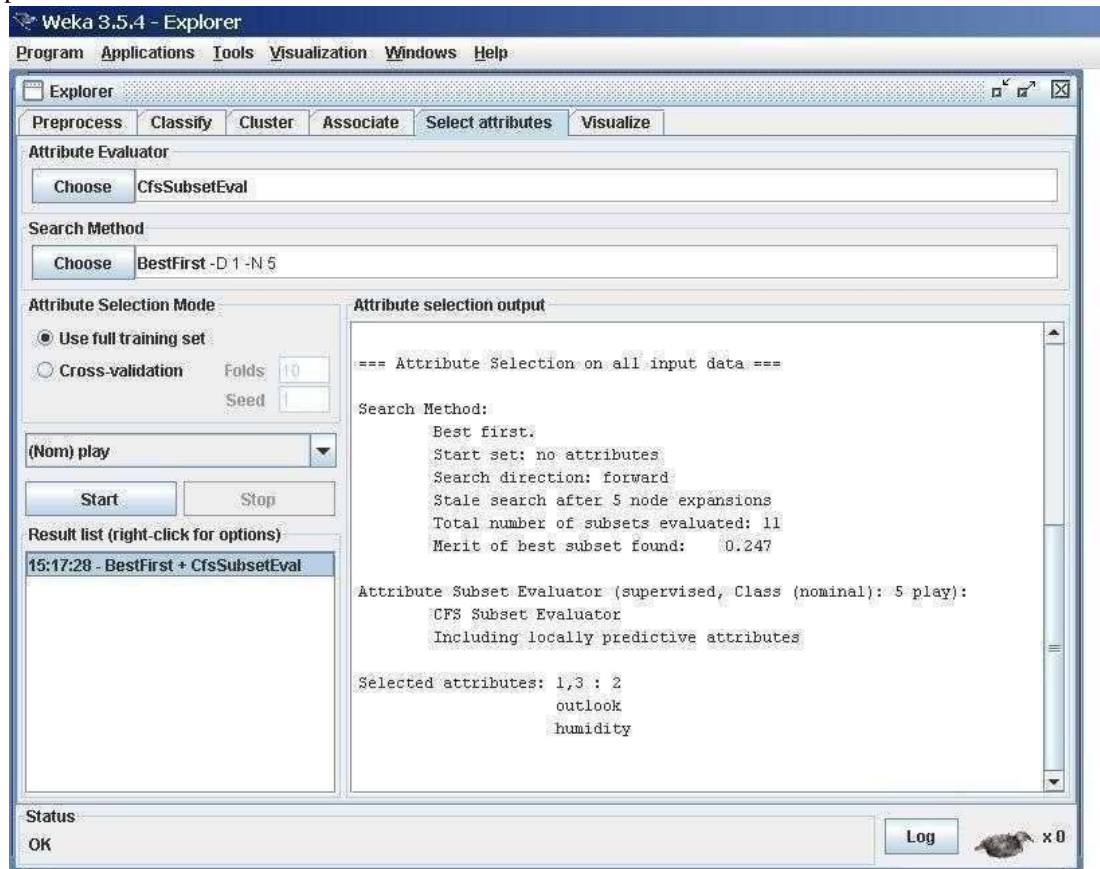 Weka 3.5.4 - Explorer
Program Applications Tools Visualization Windows Help
Explorer
Preprocess Classify Cluster Associate Select attributes Visualize
Attribute Evaluator
Choose CfsSubsetEval
Search Method
Choose BestFirst -D 1 -N 5
Attribute Selection Mode
Use full training set
Cross-validation Folds 10
Seed 1
(Nom) play
Start Stop
Result list (right-click for options)
15:17:28 - BestFirst + CfsSubsetEval
Attribute selection output
=== Attribute Selection on all input data ===
Search Method:
Best first.
Start set: no attributes
Search direction: forward
Stale search after 5 node expansions
Total number of subsets evaluated: 11
Merit of best subset found: 0.247
Attribute Subset Evaluator (supervised, Class (nominal): 5 play):
CFS Subset Evaluator
Including locally predictive attributes
Selected attributes: 1,3 : 2
outlook
humidity
Status
OK
Log x 0